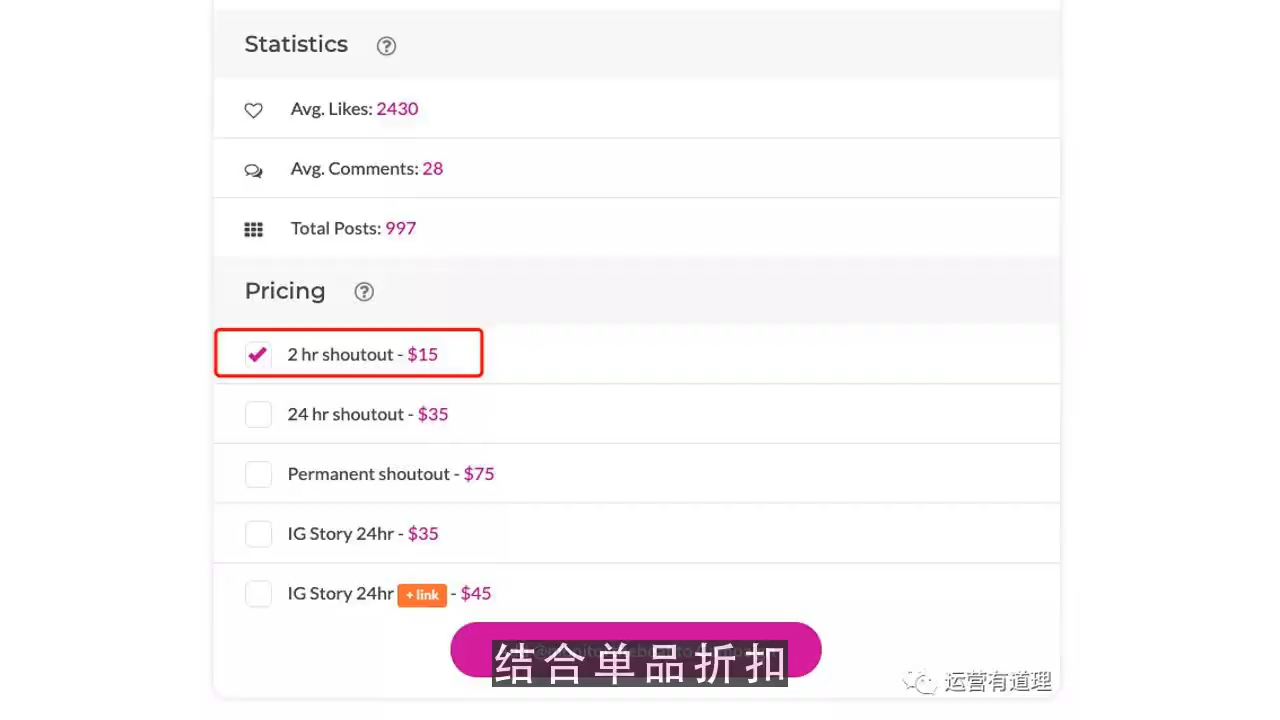 Statistics
Avg. Likes: 2430
Avg. Comments: 28
Total Posts: 997
Pricing
2 hr shoutout - $15
24 hr shoutout - $35
Permanent shoutout - $75
IG Story 24hr - $35
IG Story 24hr + link - $45
结合单品折扣
运营有道理